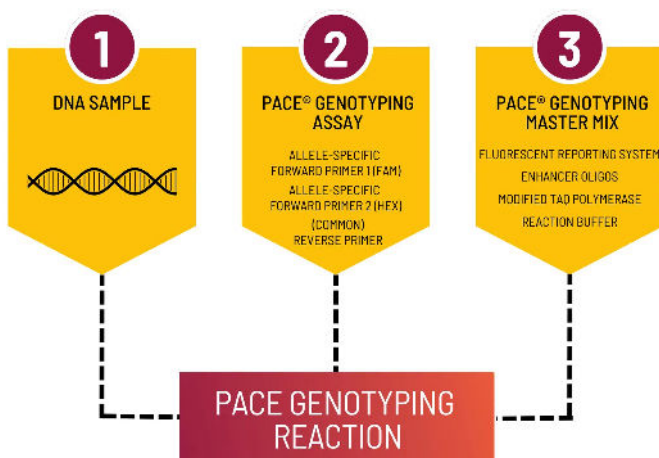 1
DNA SAMPLE
2
PACE® GENOTYPING
ASSAY
ALLELE-SPECIFIC
FORWARD PRIMER 1 (FAM)
ALLELE-SPECIFIC
FORWARD PRIMER 2 (HEX)
(COMMON)
REVERSE PRIMER
3
PACE® GENOTYPING
MASTER MIX
FLUORESCENT REPORTING SYSTEM
ENHANCER OLIGOS
MODIFIED TAQ POLYMERASE
REACTION BUFFER
PACE GENOTYPING
REACTION